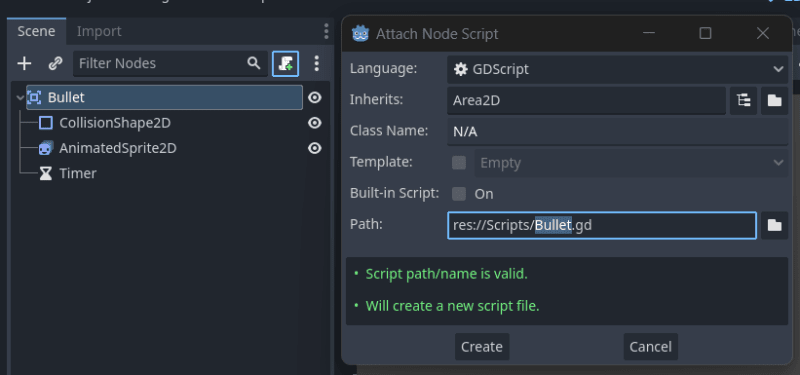 Scene
Import
Filter Nodes
Bullet
CollisionShape2D
AnimatedSprite2D
Timer
Attach Node Script
Language: GDScript
Inherits: Area2D
Class Name: N/A
Template: Empty
Built-in Script: On
Path: res://Scripts/Bullet.gd
• Script path/name is valid.
• Will create a new script file.
Create
Cancel